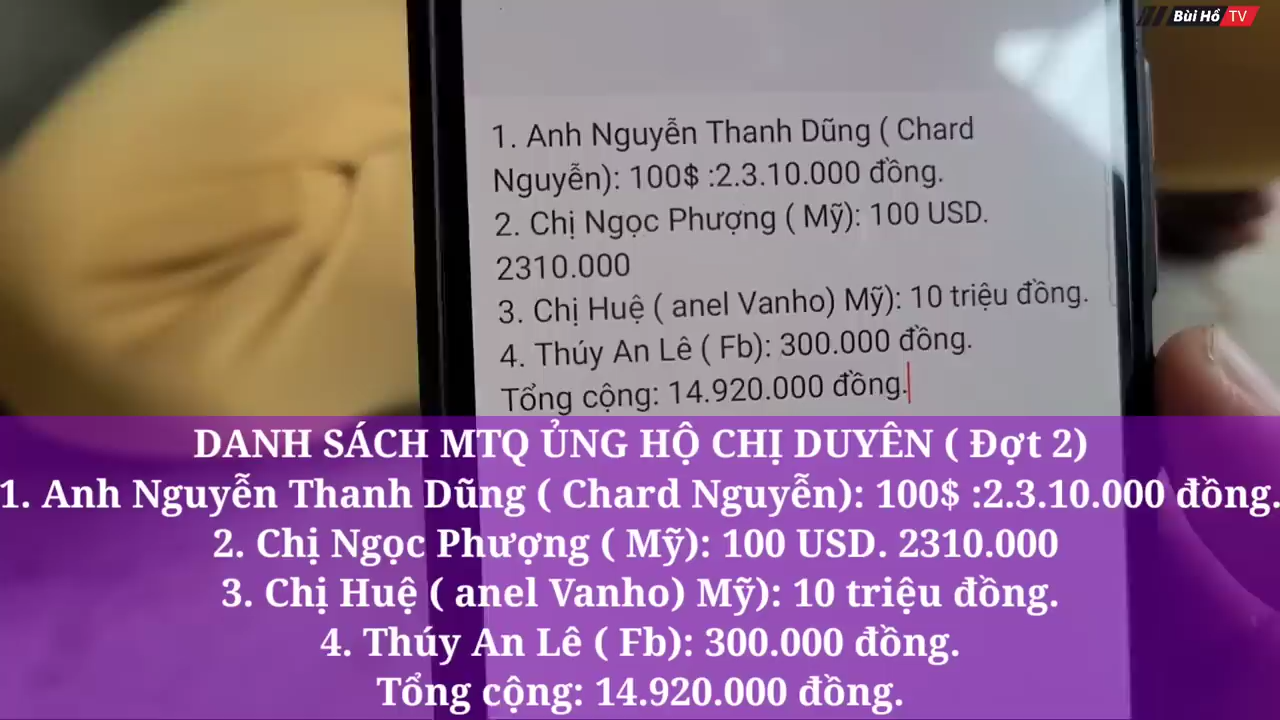 Bùi Hồ TV
1. Anh Nguyễn Thanh Dũng ( Chard
Nguyễn): 100$ :2.3.10.000 đồng.
2. Chị Ngọc Phượng ( Mỹ): 100 USD.
2310.000
3. Chị Huệ ( anel Vanho) Mỹ): 10 triệu đồng.
4. Thúy An Lê ( Fb): 300.000 đồng.
Tổng cộng: 14.920.000 đồng.
DANH SÁCH MTQ ỦNG HỘ CHỊ DUYÊN ( Đợt 2)
1. Anh Nguyễn Thanh Dũng ( Chard Nguyễn): 100$ :2.3.10.000 đồng.
2. Chị Ngọc Phượng ( Mỹ): 100 USD. 2310.000
3. Chị Huệ ( anel Vanho) Mỹ): 10 triệu đồng.
4. Thúy An Lê ( Fb): 300.000 đồng.
Tổng cộng: 14.920.000 đồng.